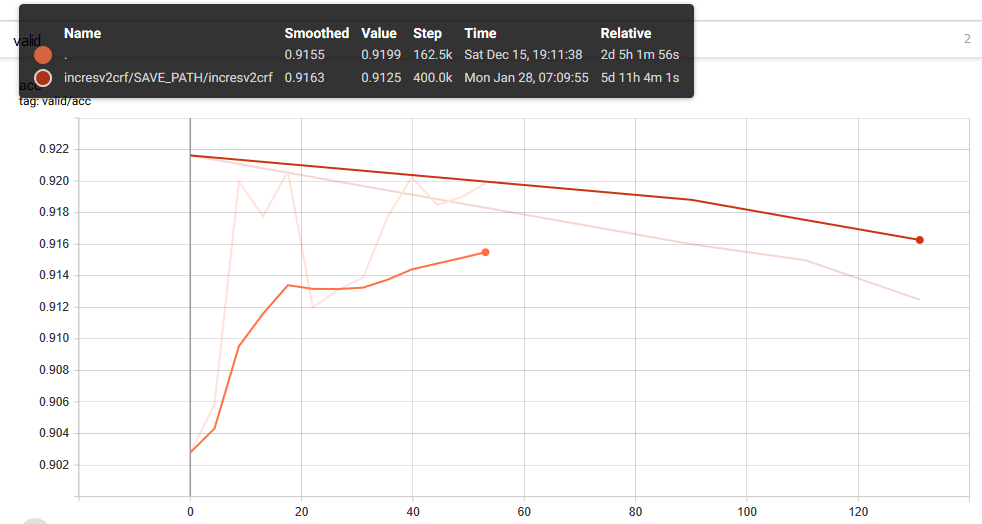 Name Smoothed Value Step Time Relative
valid
. 0.9155 0.9199 162.5k Sat Dec 15, 19:11:38 2d 5h 1m 56s
2
incresv2crf/SAVE_PATH/incresv2crf 0.9163 0.9125 400.0k Mon Jan 28, 07:09:55 5d 11h 4m 1s
acc
tag: valid/acc
0.922
0.920
0.918
0.916
0.914
0.912
0.910
0.908
0.906
0.904
0.902
0 20 40 60 80 100 120